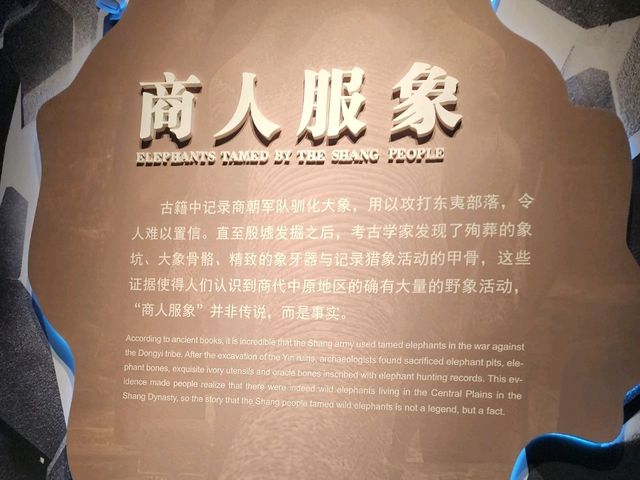 商人服象
ELEPHANTS TAMED BY THE SHANG PEOPLE
古籍中记录商朝军队驯化大象，用以攻打东夷部落，令
人难以置信。直至殷墟发掘之后，考古学家发现了殉葬的象
坑、大象骨骼、精致的象牙器与记录猎象活动的甲骨，这些
证据使得人们认识到商代中原地区的确有大量的野象活动，
“商人服象”并非传说，而是事实。
According to ancient books, it is incredible that the Shang army used tamed elephants in the war against
the Dongyi tribe. After the excavation of the Yin ruins, archaeologists found sacrificed elephant pits, ele-
phant bones, exquisite ivory utensils and oracle bones inscribed with elephant hunting records. This ev-
idence made people realize that there were indeed wild elephants living in the Central Plains in the
Shang Dynasty, so the story that the Shang people tamed wild elephants is not a legend, but a fact.